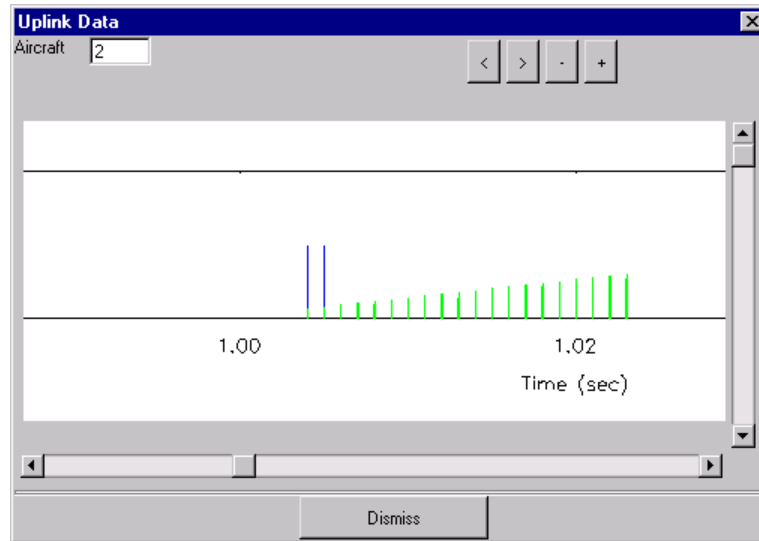 Uplink Data
Aircraft 2 < > - +
1.00 1.02
Time (sec)
Dismiss